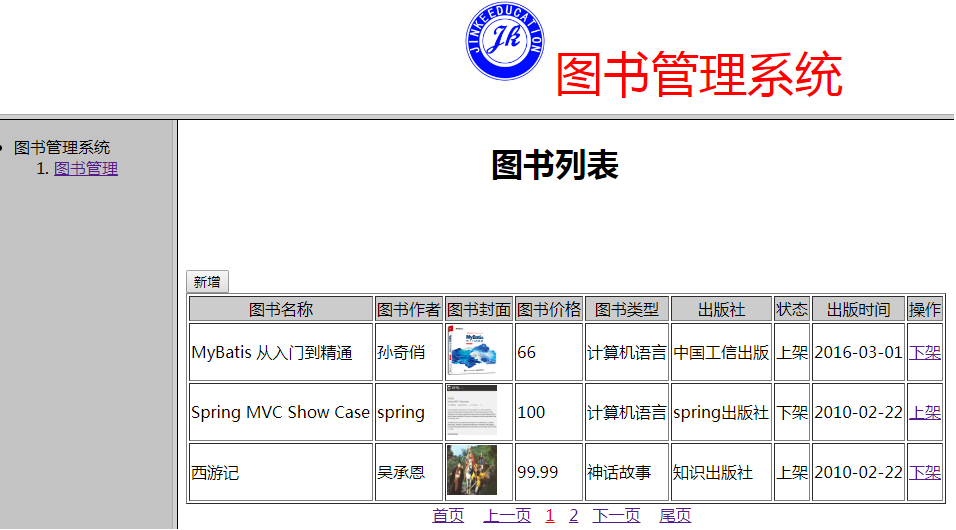 JINKEEDUCATION
Jk
图书管理系统
图书管理系统
1. 图书管理
图书列表
新增
图书名称 图书作者 图书封面 图书价格 图书类型 出版社 状态 出版时间 操作
MyBatis 从入门到精通 孙奇俏 66 计算机语言 中国工信出版 上架 2016-03-01 下架
Spring MVC Show Case spring 100 计算机语言 spring出版社 下架 2010-02-22 上架
西游记 吴承恩 99.99 神话故事 知识出版社 上架 2010-02-22 下架
首页 上一页 1 2 下一页 尾页